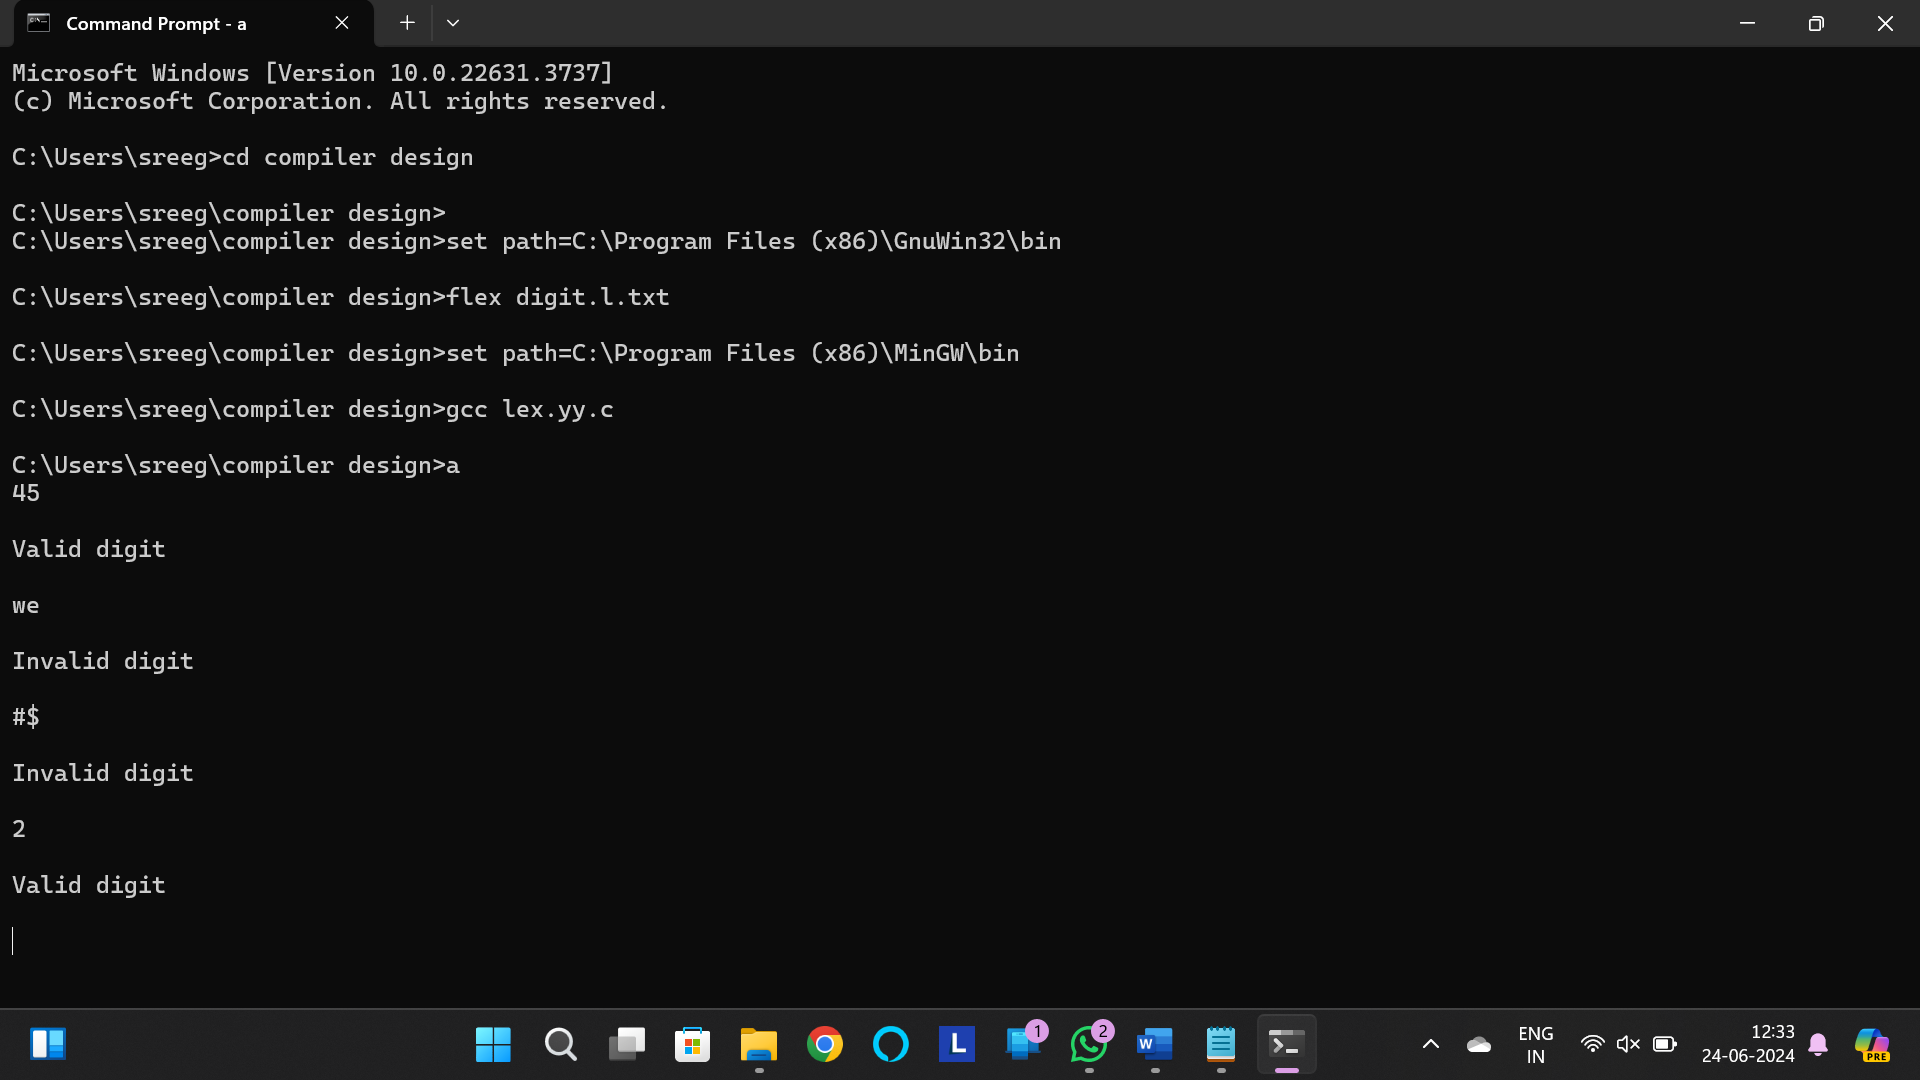 Command Prompt - a
Microsoft Windows [Version 10.0.22631.3737]
(c) Microsoft Corporation. All rights reserved.
C:\Users\sreeg>cd compiler design
C:\Users\sreeg\compiler design>
C:\Users\sreeg\compiler design>set path=C:\Program Files (x86)\GnuWin32\bin
C:\Users\sreeg\compiler design>flex digit.l.txt
C:\Users\sreeg\compiler design>set path=C:\Program Files (x86)\MinGW\bin
C:\Users\sreeg\compiler design>gcc lex.yy.c
C:\Users\sreeg\compiler design>a
45
Valid digit
we
Invalid digit
#$
Invalid digit
2
Valid digit
L
1
2
W
ENG
IN
12:33
24-06-2024
PRE